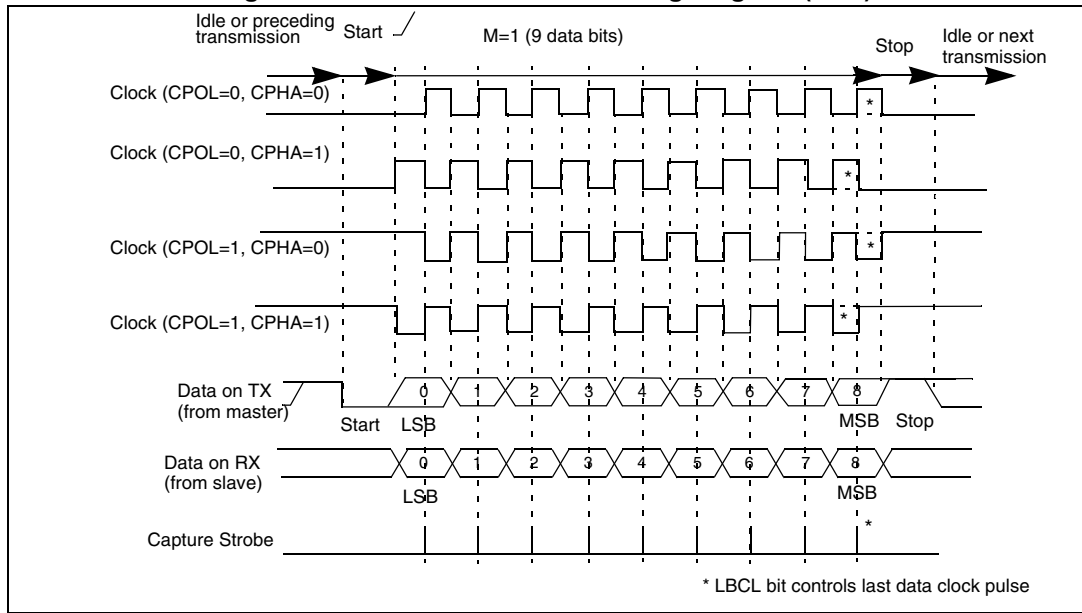 Idle or preceding
transmission
Start
M=1 (9 data bits)
Stop
Idle or next
transmission
Clock (CPOL=0, CPHA=0)
*
Clock (CPOL=0, CPHA=1)
*
Clock (CPOL=1, CPHA=0)
*
Clock (CPOL=1, CPHA=1)
*
Data on TX
(from master)
0 1 2 3 4 5 6 7 8
Start LSB MSB Stop
Data on RX
(from slave)
0 1 2 3 4 5 6 7 8
LSB MSB
*
Capture Strobe
* LBCL bit controls last data clock pulse